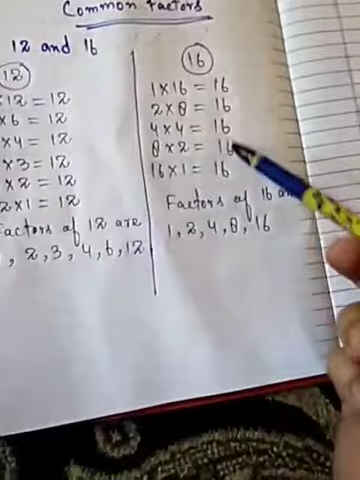 Common Factors
12 and 16
12
×12 = 12
×6 = 12
×4 = 12
×3 = 12
×2 = 12
2×1 = 12
Factors of 12 are
, 2, 3, 4, 6, 12
16
1×16 = 16
2×8 = 16
4×4 = 16
8×2 = 16
16×1 = 16
Factors of 16
1, 2, 4, 8, 16